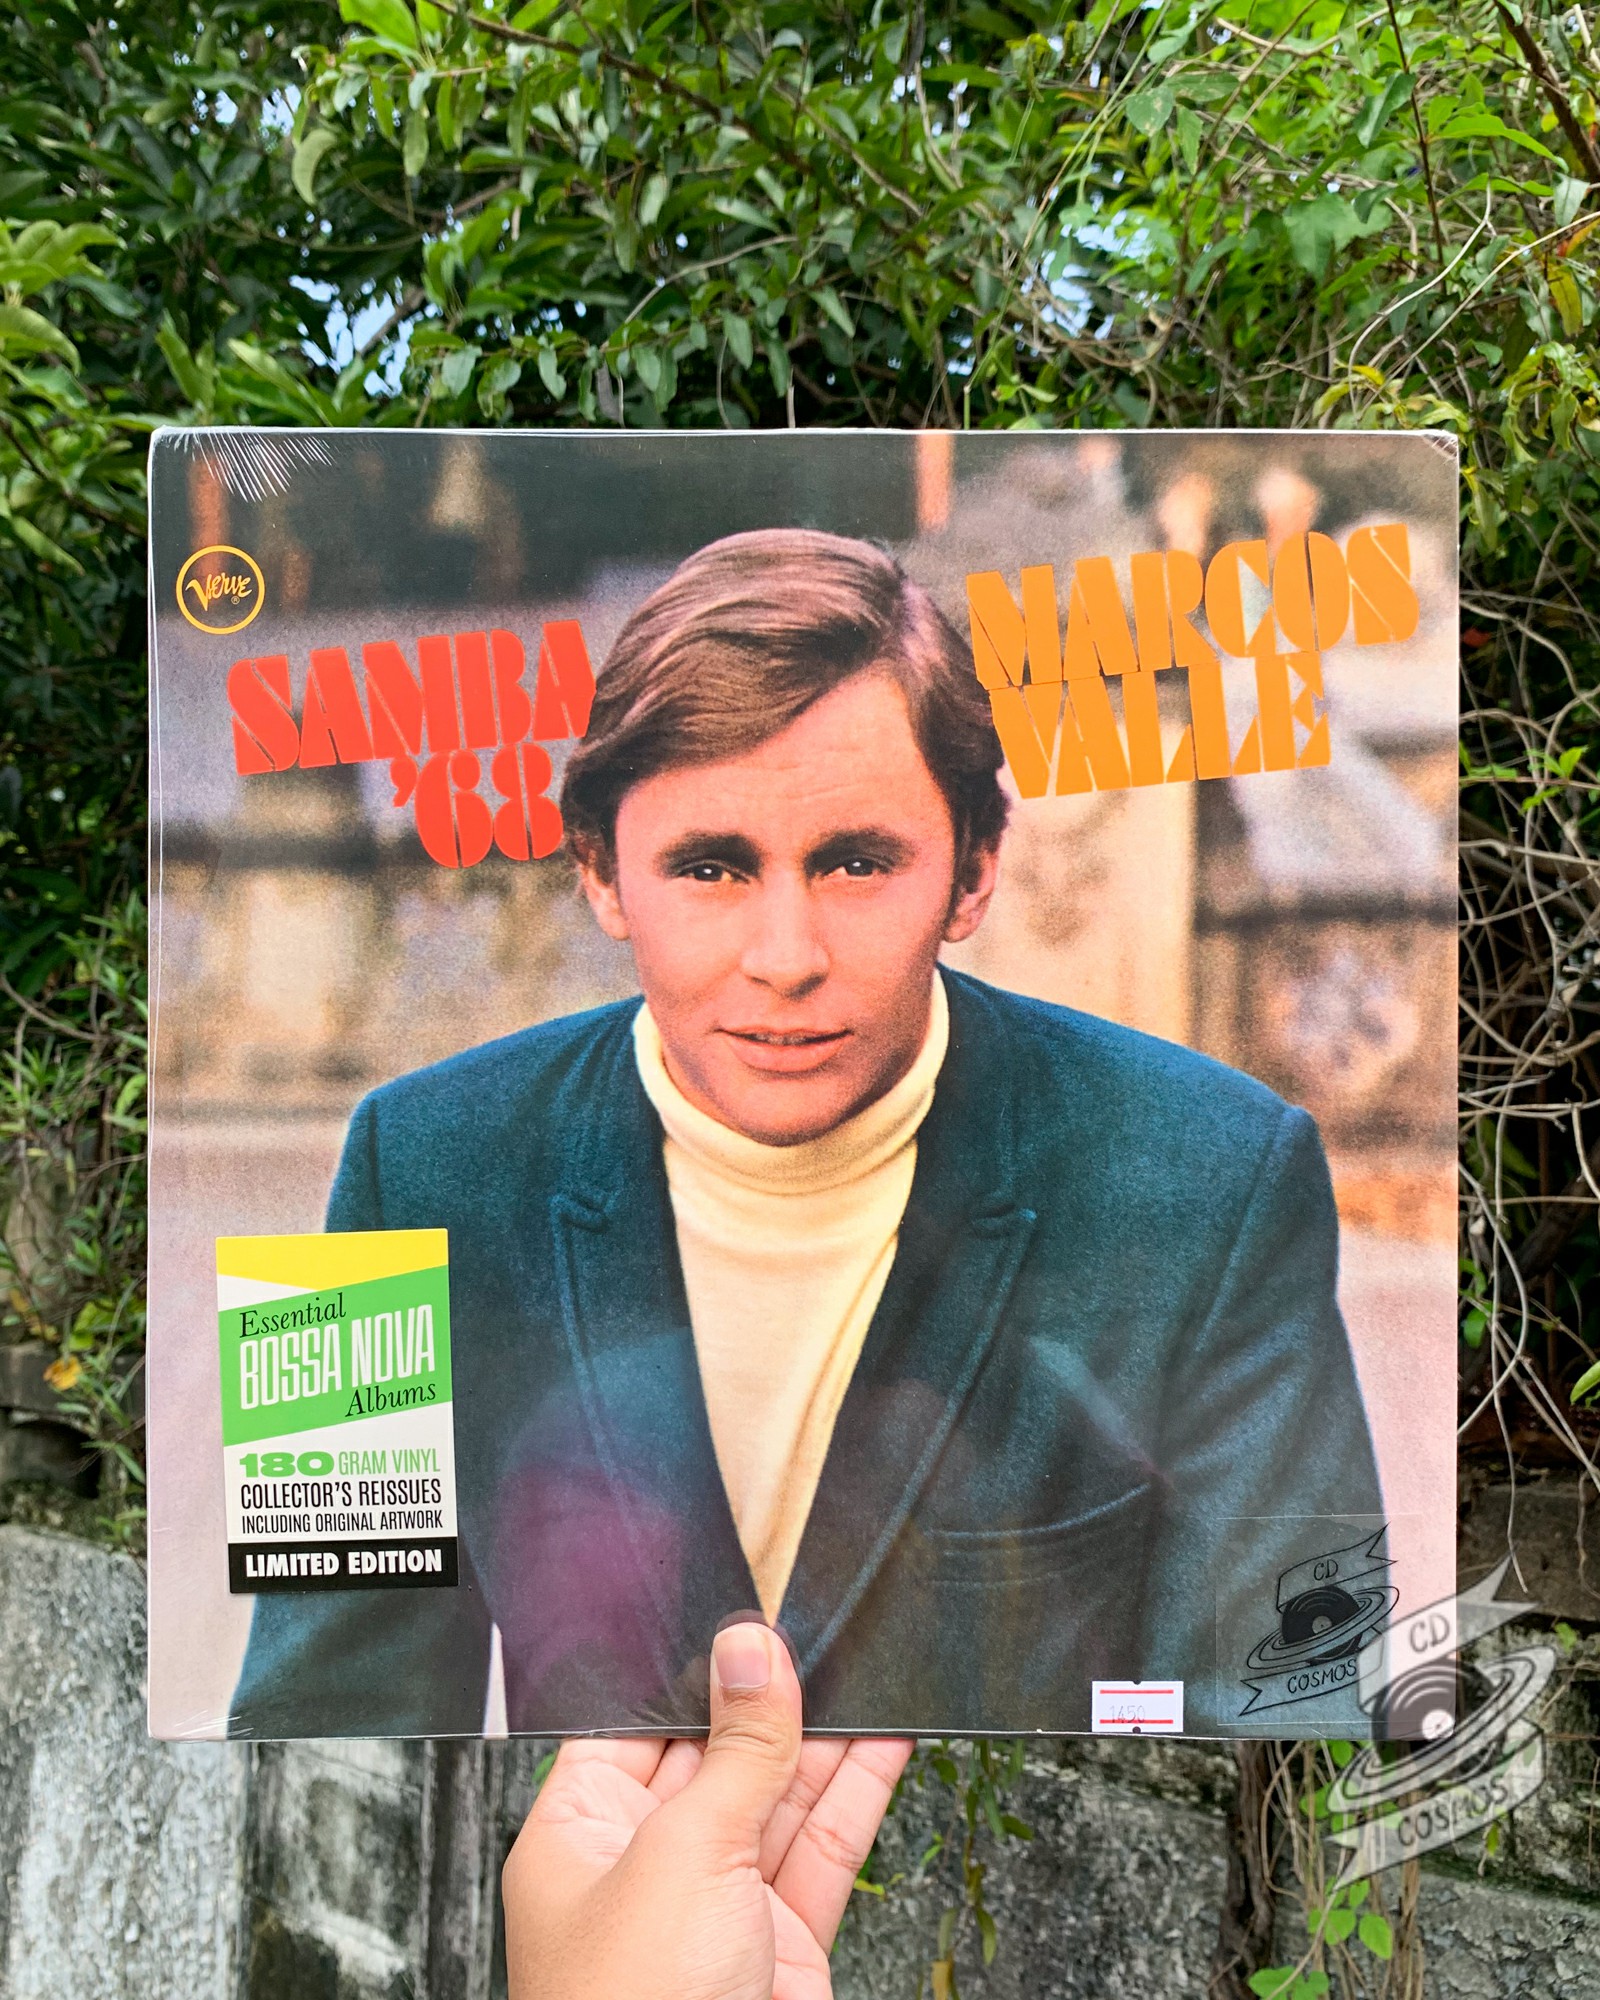 Verve
®
SAMBA
'68
MARCOS
VALLE
Essential
BOSSA NOVA
Albums
180 GRAM VINYL
COLLECTOR'S REISSUES
INCLUDING ORIGINAL ARTWORK
LIMITED EDITION
1450
CD
COSMOS
CD
COSMOS